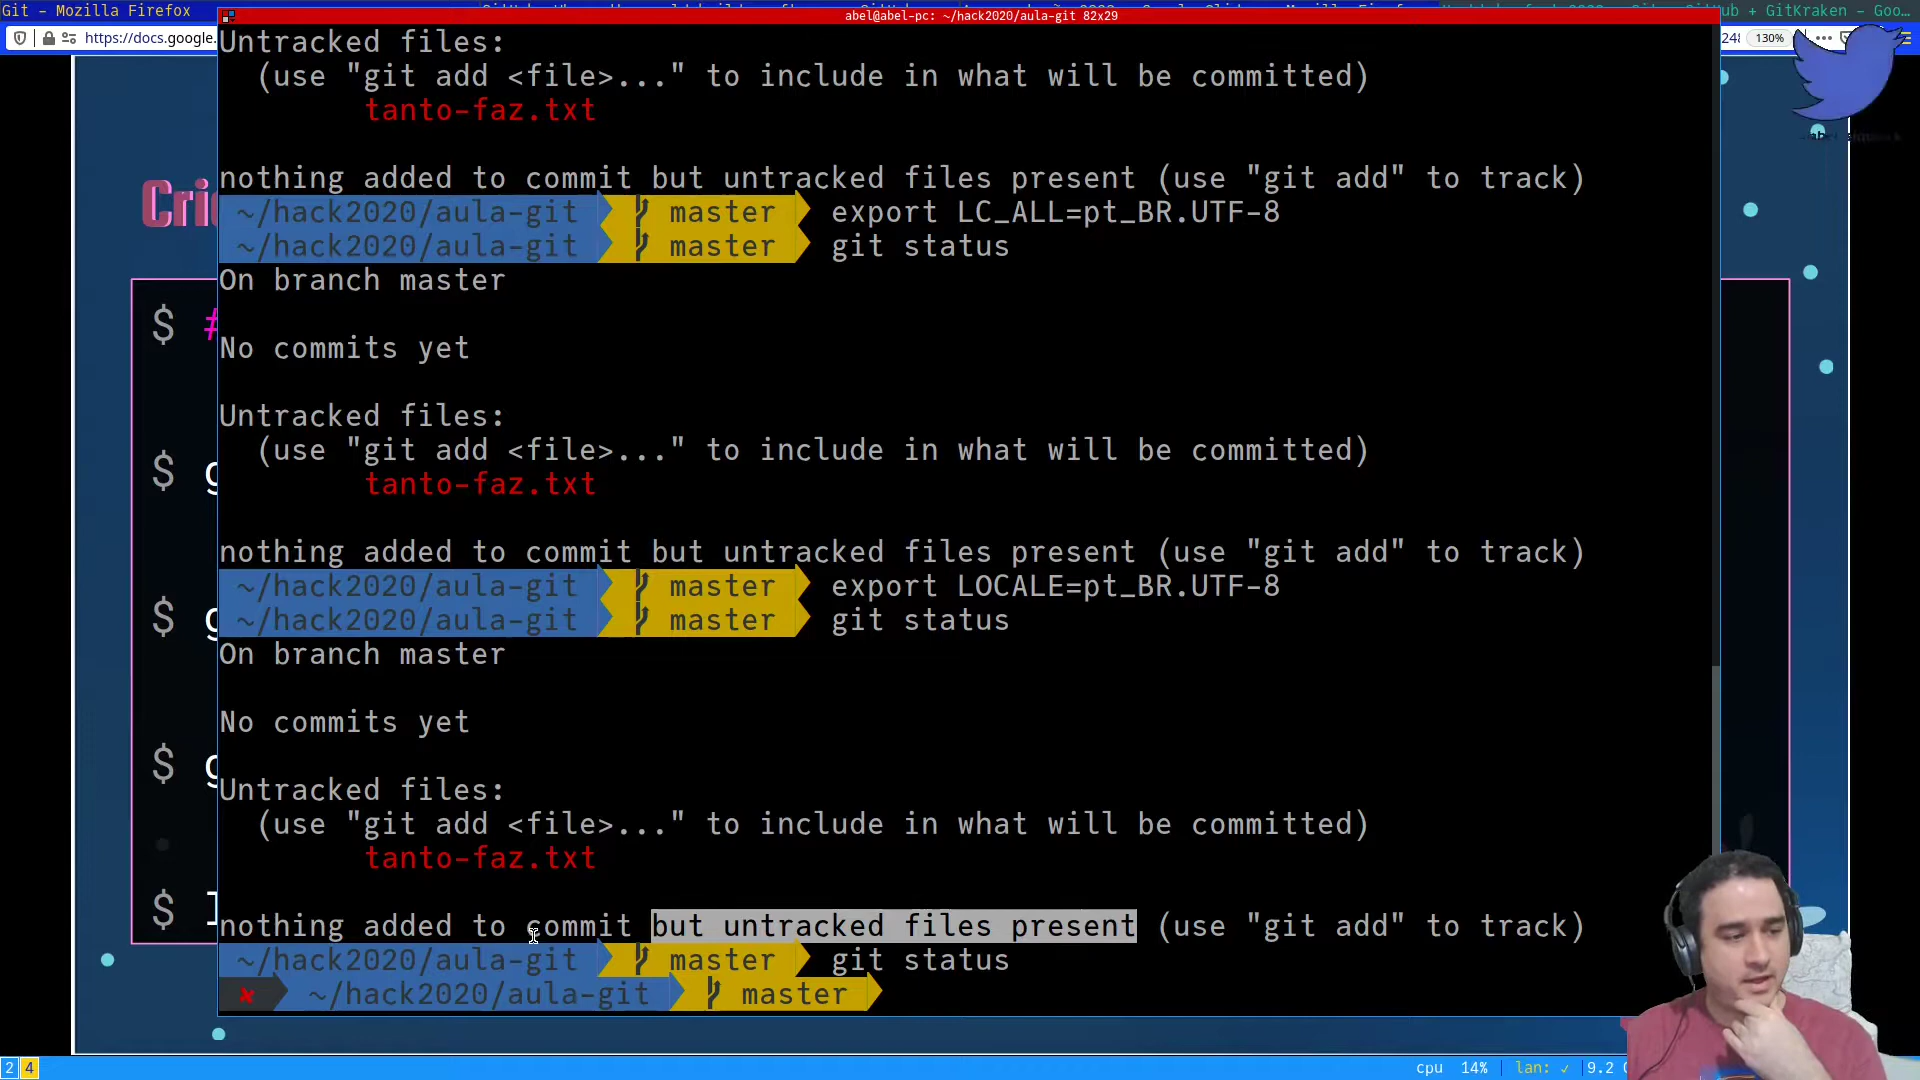 Git - Mozilla Firefox
abel@abel-pc: ~/hack2020/aula-git 82x29
GitHub + GitKraken - Goo...
https://docs.google.
130%
Untracked files:
(use "git add <file>..." to include in what will be committed)
tanto-faz.txt
nothing added to commit but untracked files present (use "git add" to track)
~/hack2020/aula-git master export LC_ALL=pt_BR.UTF-8
~/hack2020/aula-git master git status
On branch master
No commits yet
Untracked files:
(use "git add <file>..." to include in what will be committed)
tanto-faz.txt
nothing added to commit but untracked files present (use "git add" to track)
~/hack2020/aula-git master export LOCALE=pt_BR.UTF-8
~/hack2020/aula-git master git status
On branch master
No commits yet
Untracked files:
(use "git add <file>..." to include in what will be committed)
tanto-faz.txt
nothing added to commit but untracked files present (use "git add" to track)
~/hack2020/aula-git master git status
✘ ~/hack2020/aula-git master
$ #
$ g
$ g
$ g
$
2 4
cpu 14% lan: ✓ 9.2